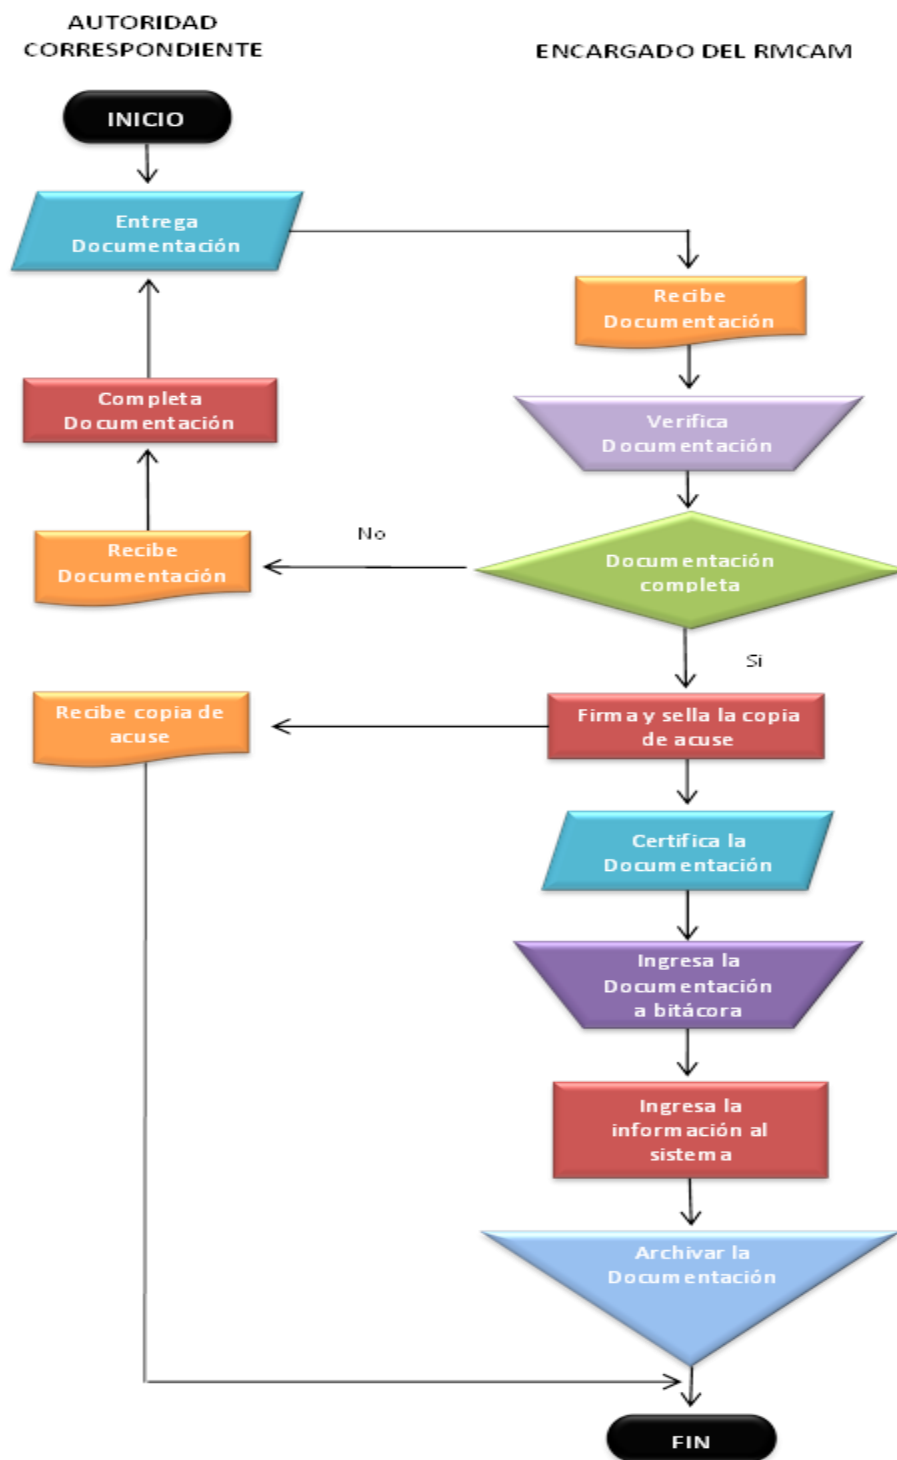 AUTORIDAD
CORRESPONDIENTE
ENCARGADO DEL RMCAM
INICIO
Entrega
Documentación
Recibe
Documentación
Completa
Documentación
Verifica
Documentación
No
Recibe
Documentación
Documentación
completa
Si
Recibe copia de
acuse
Firma y sella la copia
de acuse
Certifica la
Documentación
Ingresa la
Documentación
a bitácora
Ingresa la
información al
sistema
Archivar la
Documentación
FIN